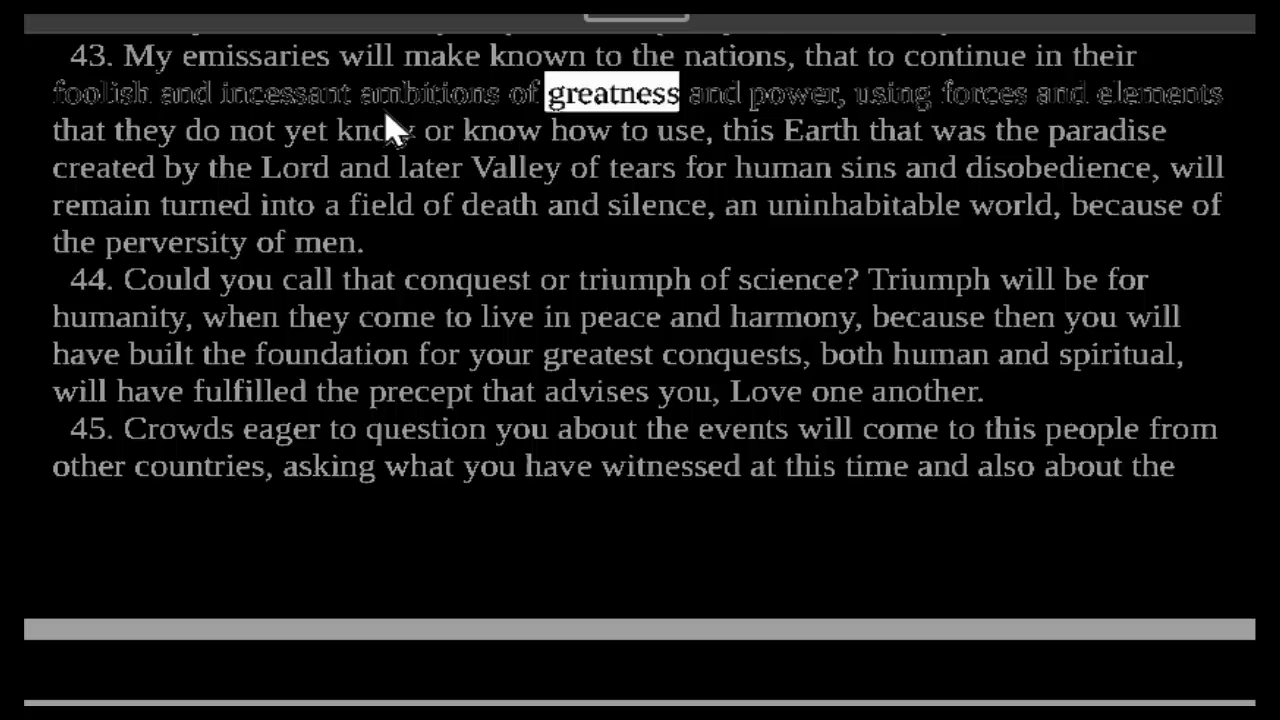 43. My emissaries will make known to the nations, that to continue in their
foolish and incessant ambitions of greatness and power, using forces and elements
that they do not yet know or know how to use, this Earth that was the paradise
created by the Lord and later Valley of tears for human sins and disobedience, will
remain turned into a field of death and silence, an uninhabitable world, because of
the perversity of men.
44. Could you call that conquest or triumph of science? Triumph will be for
humanity, when they come to live in peace and harmony, because then you will
have built the foundation for your greatest conquests, both human and spiritual,
will have fulfilled the precept that advises you, Love one another.
45. Crowds eager to question you about the events will come to this people from
other countries, asking what you have witnessed at this time and also about the